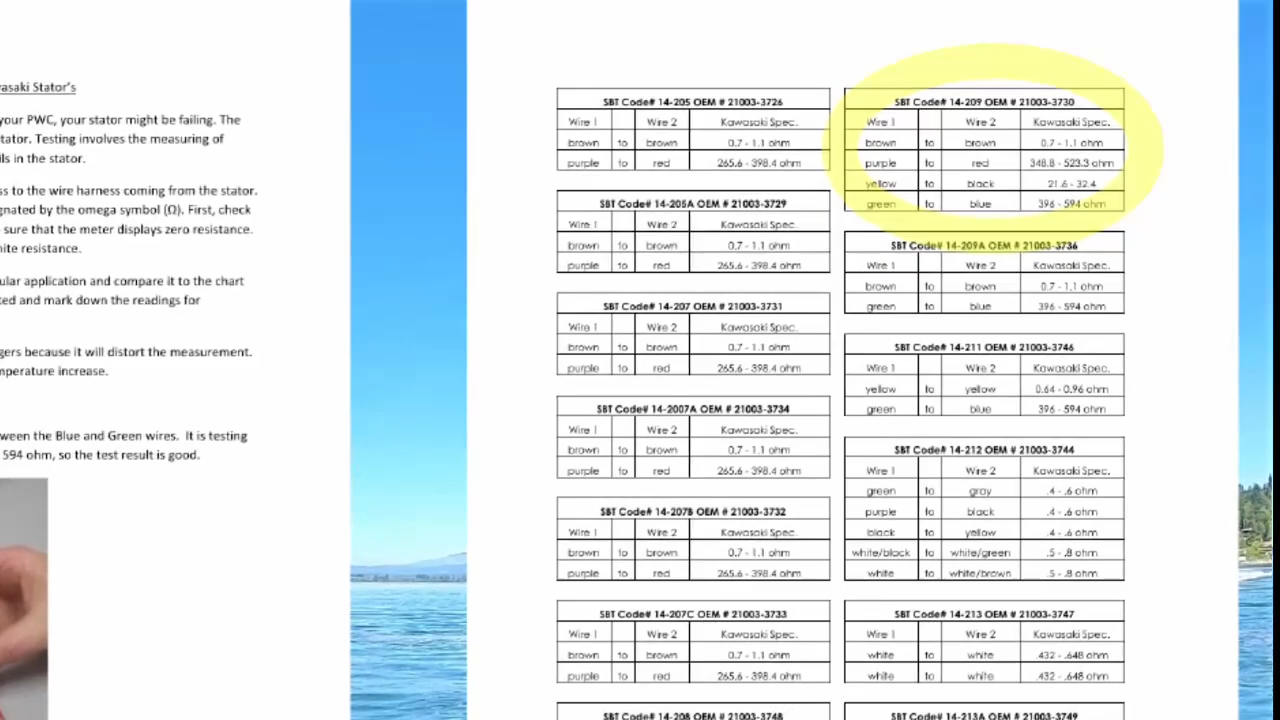 asaki Stator's
your PWC, your stator might be failing. The
tator. Testing involves the measuring of
ils in the stator.
ss to the wire harness coming from the stator.
gnated by the omega symbol (Ω). First, check
sure that the meter displays zero resistance.
nite resistance.
ular application and compare it to the chart
ted and mark down the readings for
gers because it will distort the measurement.
mperature increase.
ween the Blue and Green wires. It is testing
594 ohm, so the test result is good.
SBT Code# 14-205 OEM # 21003-3726
Wire 1 Wire 2 Kawasaki Spec.
brown to brown 0.7 - 1.1 ohm
purple to red 265.6 - 398.4 ohm
SBT Code# 14-205A OEM # 21003-3729
Wire 1 Wire 2 Kawasaki Spec.
brown to brown 0.7 - 1.1 ohm
purple to red 265.6 - 398.4 ohm
SBT Code# 14-207 OEM # 21003-3731
Wire 1 Wire 2 Kawasaki Spec.
brown to brown 0.7 - 1.1 ohm
purple to red 265.6 - 398.4 ohm
SBT Code# 14-2007A OEM # 21003-3734
Wire 1 Wire 2 Kawasaki Spec.
brown to brown 0.7 - 1.1 ohm
purple to red 265.6 - 398.4 ohm
SBT Code# 14-207B OEM # 21003-3732
Wire 1 Wire 2 Kawasaki Spec.
brown to brown 0.7 - 1.1 ohm
purple to red 265.6 - 398.4 ohm
SBT Code# 14-207C OEM # 21003-3733
Wire 1 Wire 2 Kawasaki Spec.
brown to brown 0.7 - 1.1 ohm
purple to red 265.6 - 398.4 ohm
SBT Code# 14-208 OEM # 21003-3748
SBT Code# 14-209 OEM # 21003-3730
Wire 1 Wire 2 Kawasaki Spec.
brown to brown 0.7 - 1.1 ohm
purple to red 348.8 - 523.3 ohm
yellow to black 21.6 - 32.4
green to blue 396 - 594 ohm
SBT Code# 14-209A OEM # 21003-3736
Wire 1 Wire 2 Kawasaki Spec.
brown to brown 0.7 - 1.1 ohm
green to blue 396 - 594 ohm
SBT Code# 14-211 OEM # 21003-3746
Wire 1 Wire 2 Kawasaki Spec.
yellow to yellow 0.64 - 0.96 ohm
green to blue 396 - 594 ohm
SBT Code# 14-212 OEM # 21003-3744
Wire 1 Wire 2 Kawasaki Spec.
green to gray .4 - .6 ohm
purple to black .4 - .6 ohm
black to yellow .4 - .6 ohm
white/black to white/green .5 - .8 ohm
white to white/brown .5 - .8 ohm
SBT Code# 14-213 OEM # 21003-3747
Wire 1 Wire 2 Kawasaki Spec.
white to white .432 - .648 ohm
white to white .432 - .648 ohm
SBT Code# 14-213A OEM # 21003-3749